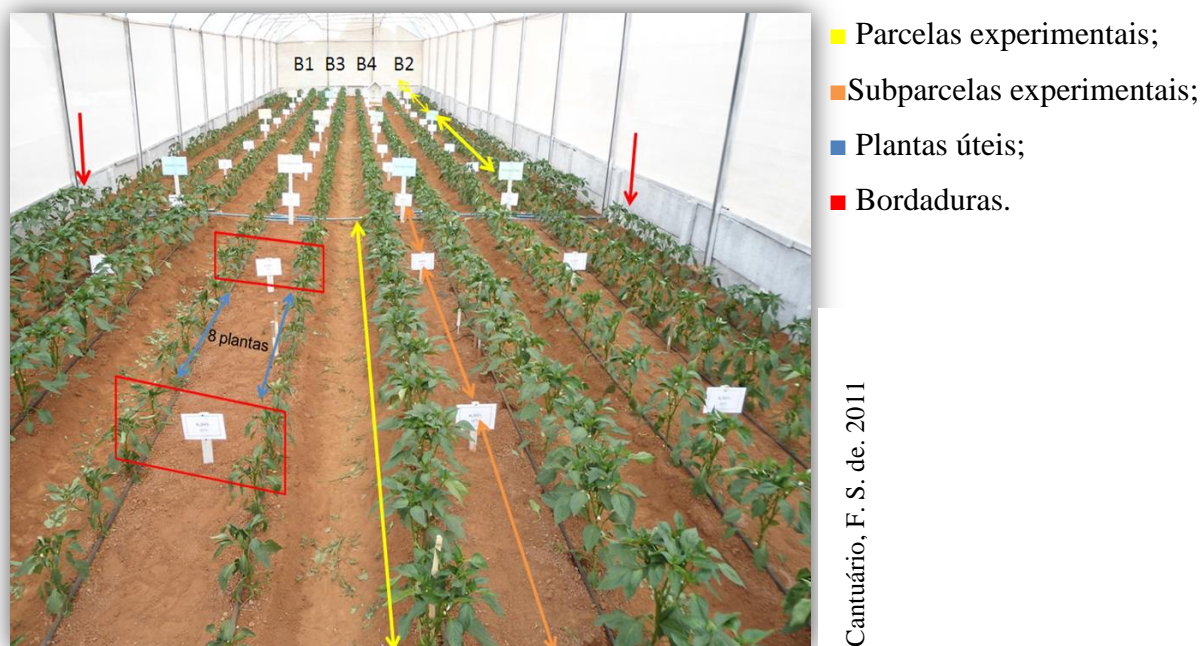 B1 B3 B4 B2
8 plantas
Parcelas experimentais;
Subparcelas experimentais;
Plantas úteis;
Bordaduras.
Cantuário, F. S. de. 2011